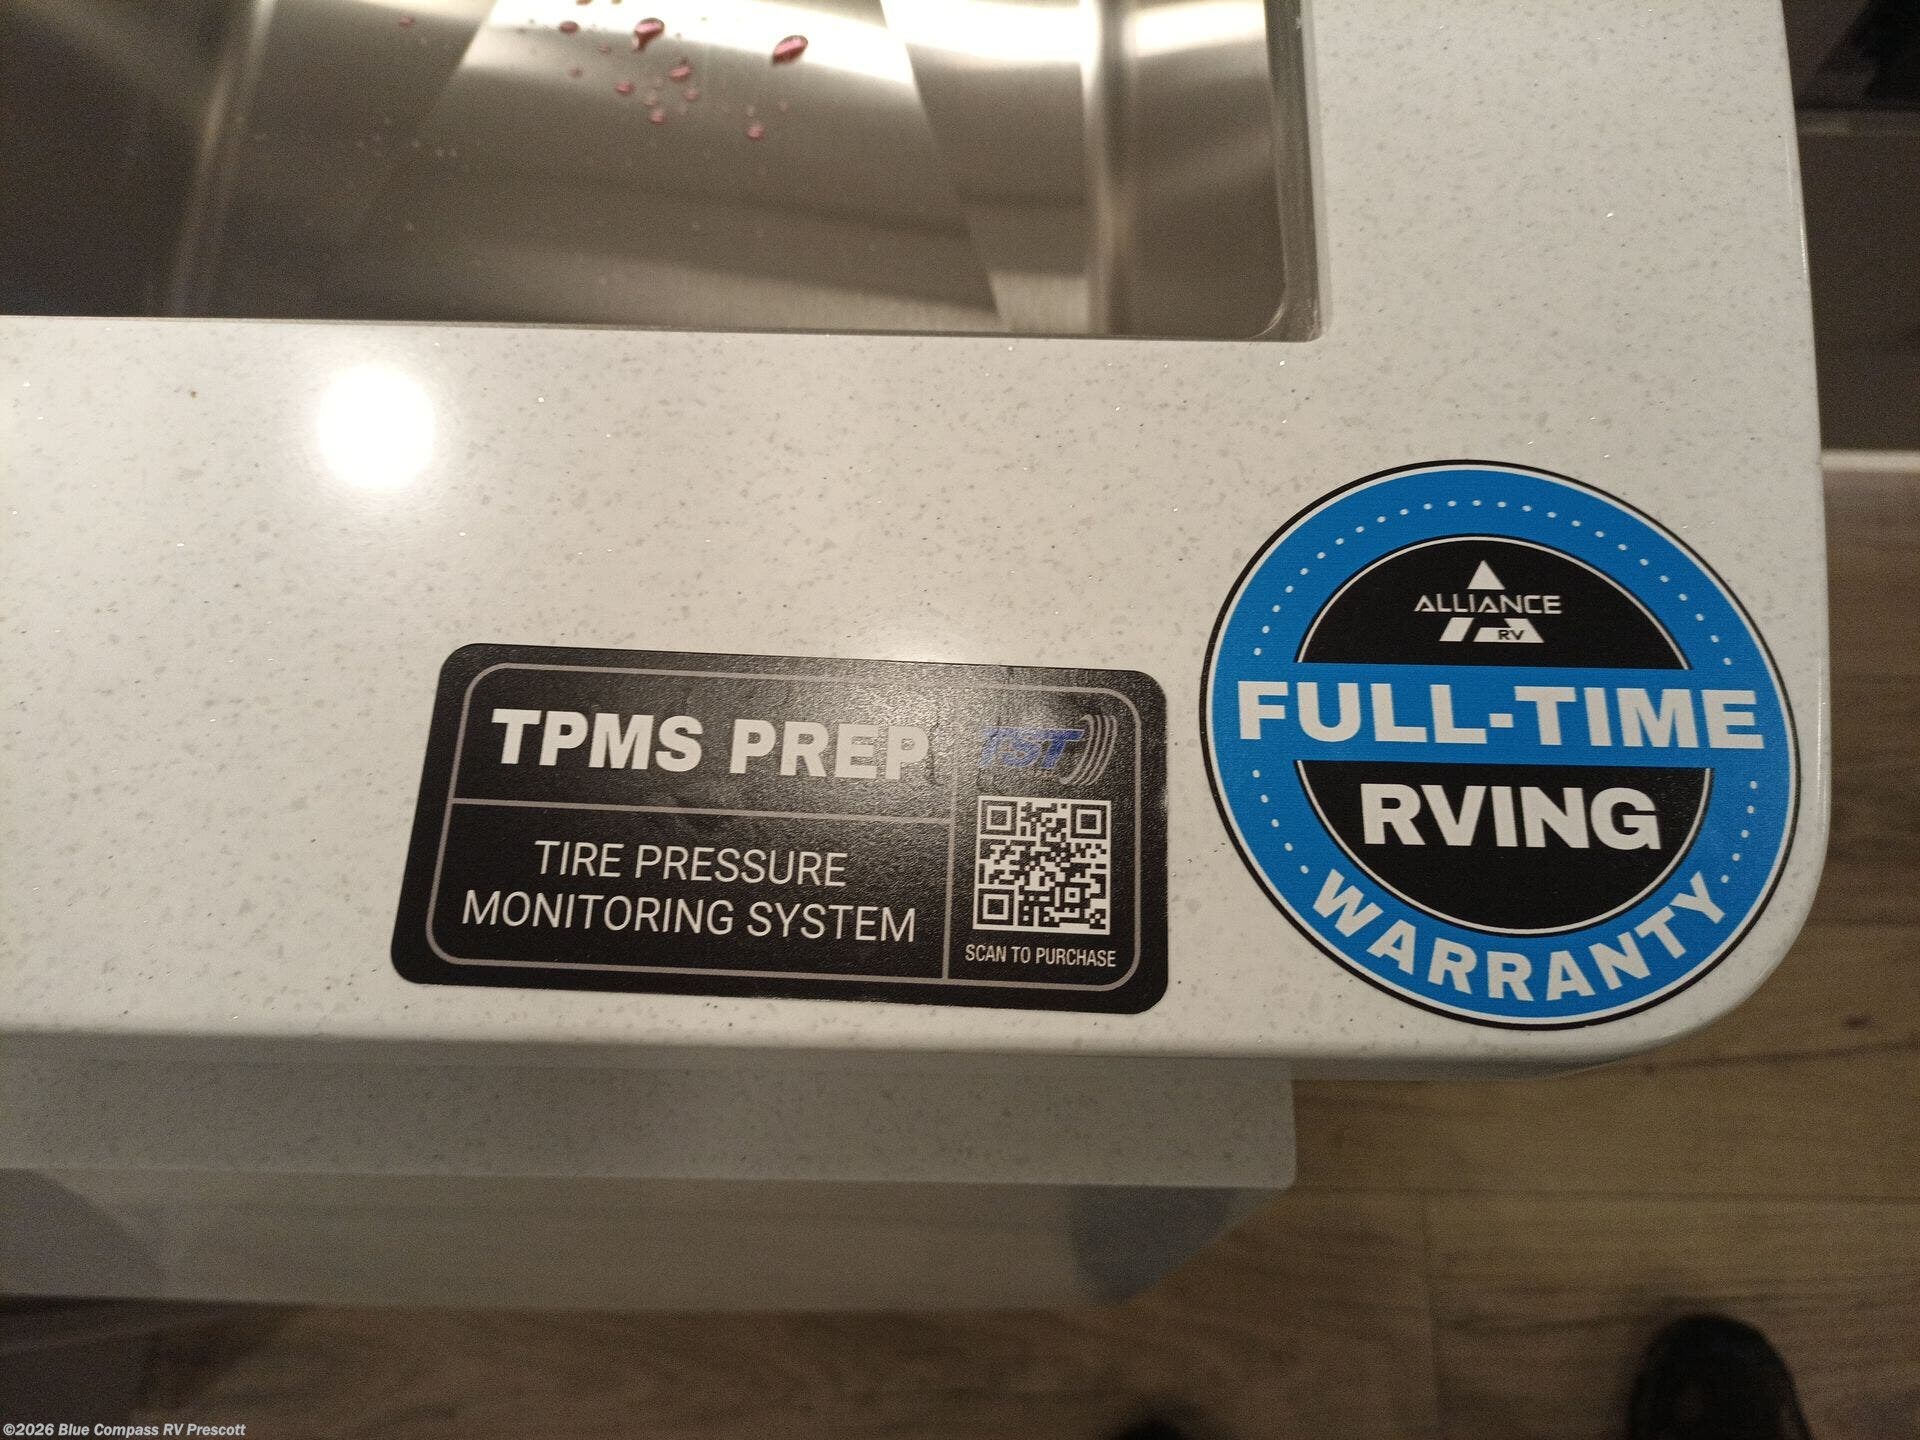 TPMS PREP
TST
TIRE PRESSURE
MONITORING SYSTEM
SCAN TO PURCHASE
ALLIANCE
RV
FULL-TIME
RVING
WARRANTY
©2026 Blue Compass RV Prescott